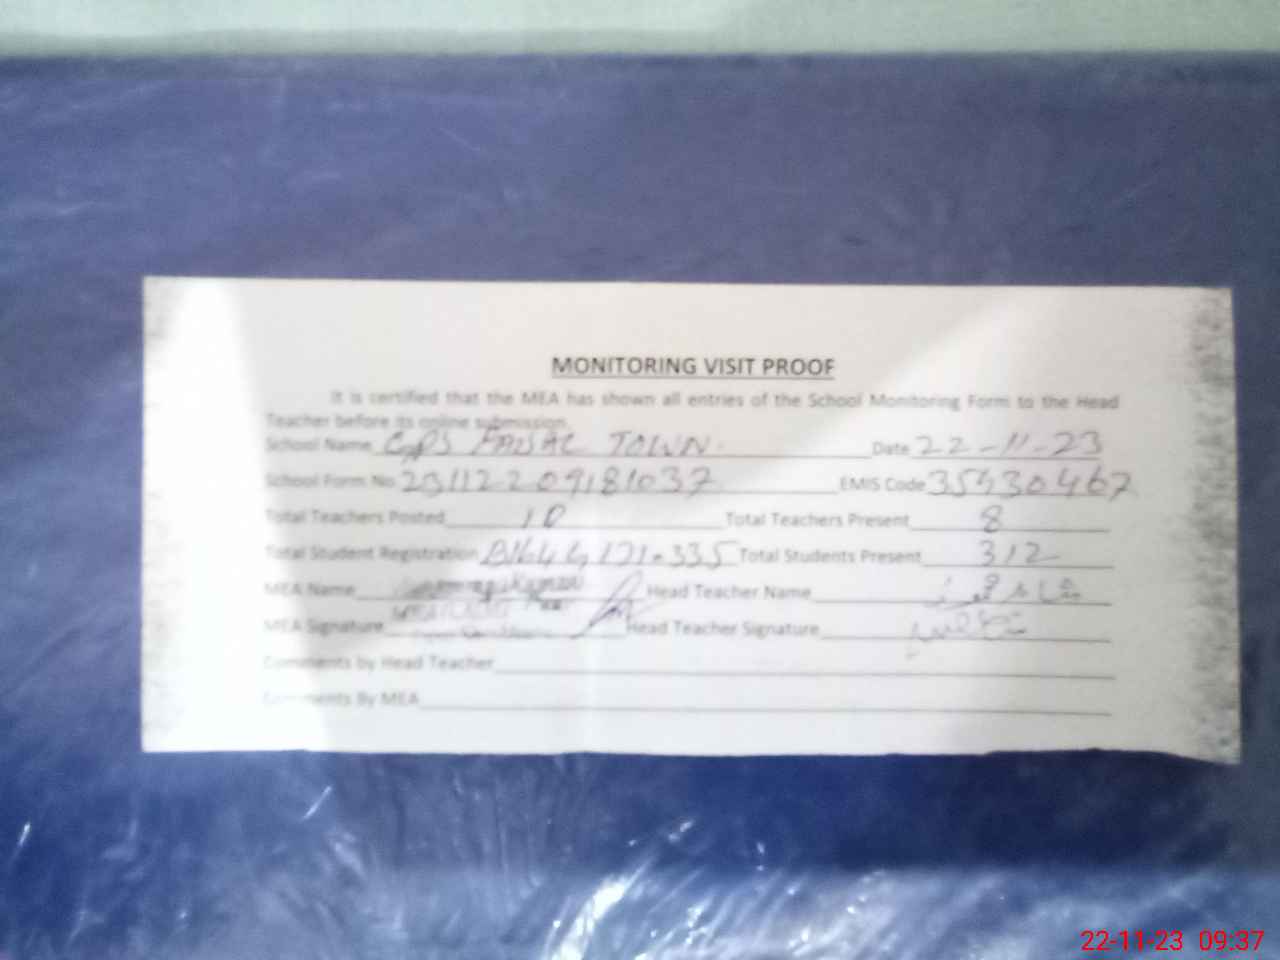 MONITORING VISIT PROOF
It is certified that the MEA has shown all entries of the School Monitoring Form to the Head
Teacher before its online submission.
School Name GPS FAISAL TOWN. Date 22-11-23
School Form No 231122209181037 EMIS Code 35430467
Total Teachers Posted 10 Total Teachers Present 8
Total Student Registration 335 Total Students Present 312
MEA Name Head Teacher Name
MEA Signature Head Teacher Signature
Comments by Head Teacher
Comments By MEA
22-11-23 09:37